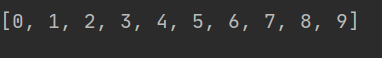 [0, 1, 2, 3, 4, 5, 6, 7, 8, 9]